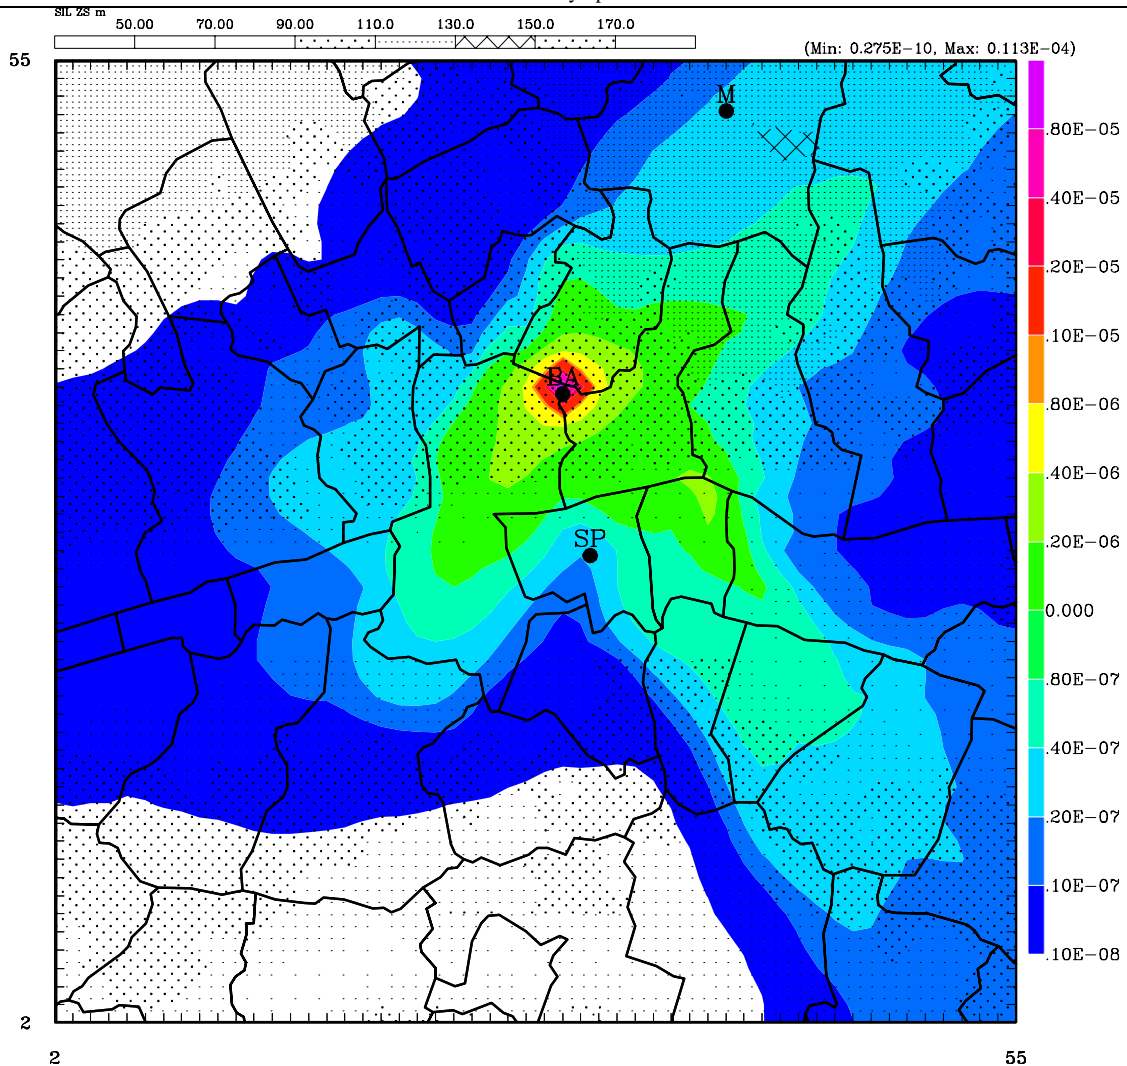 SIL ZS m
50.00 70.00 90.00 110.0 130.0 150.0 170.0
(Min: 0.275E-10, Max: 0.113E-04)
55
M
.80E-05
.40E-05
.20E-05
.10E-05
BA
.80E-06
.40E-06
.20E-06
SP
0.000
.80E-07
.40E-07
.20E-07
.10E-07
.10E-08
2
2 55